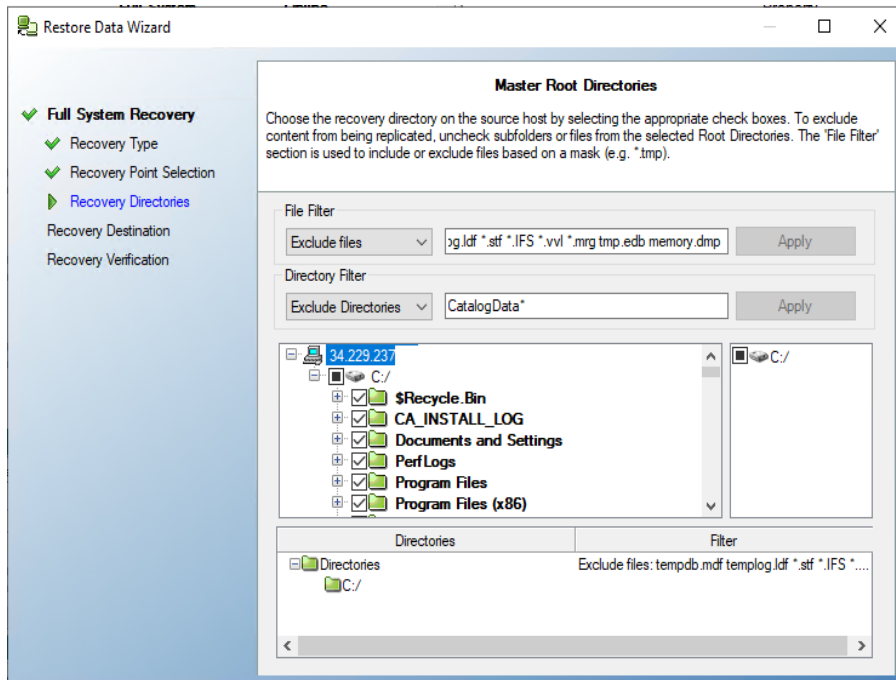 Restore Data Wizard
Master Root Directories
Choose the recovery directory on the source host by selecting the appropriate check boxes. To exclude
content from being replicated, uncheck subfolders or files from the selected Root Directories. The 'File Filter'
section is used to include or exclude files based on a mask (e.g. *.tmp).
Full System Recovery
Recovery Type
Recovery Point Selection
Recovery Directories
Recovery Destination
Recovery Verification
File Filter
Exclude files og.ldf *.stf *.IFS *.vvl *.mrg tmp.edb memory.dmp Apply
Directory Filter
Exclude Directories CatalogData* Apply
34.229.237
C:/
$Recycle.Bin
CA_INSTALL_LOG
Documents and Settings
PerfLogs
Program Files
Program Files (x86)
C:/
Directories Filter
Directories Exclude files: tempdb.mdf templog.ldf *.stf *.IFS *....
C:/